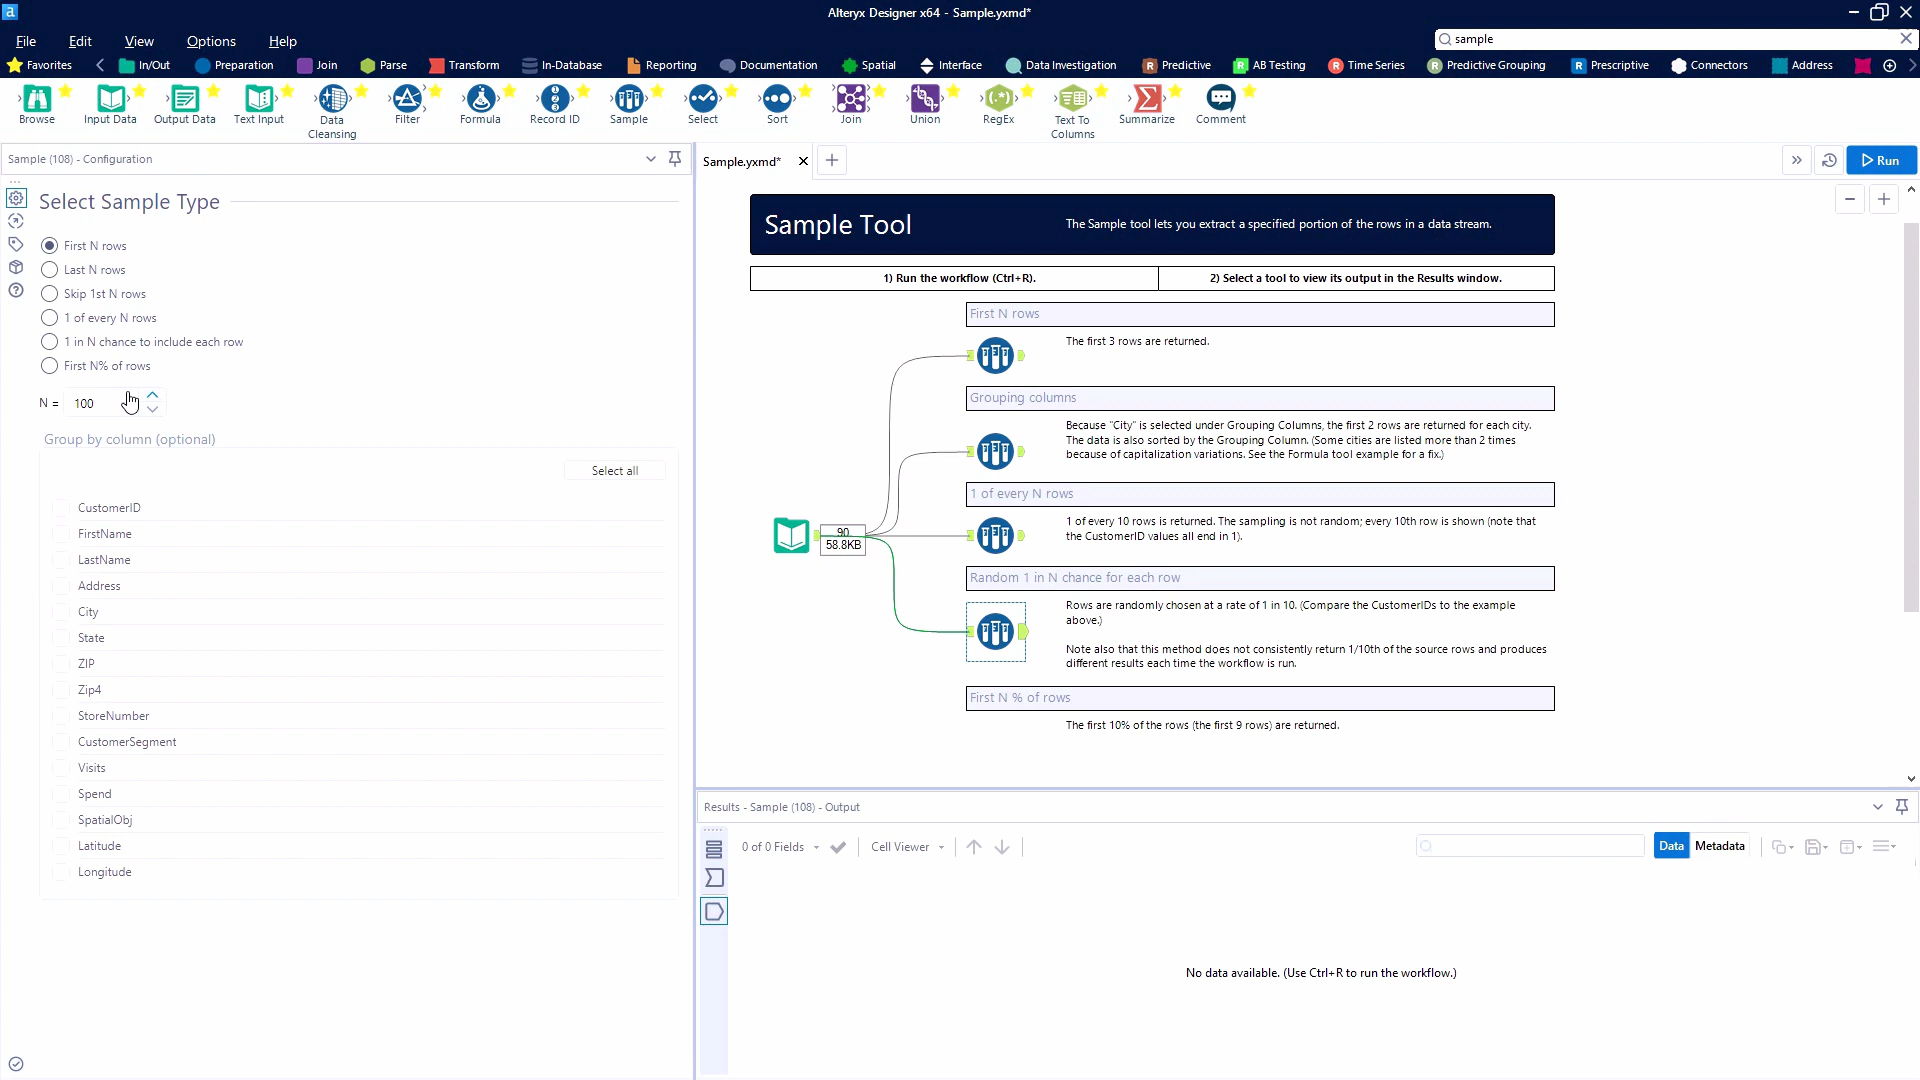 Alteryx Designer x64 - Sample.yxmd*
File Edit View Options Help
sample
Favorites In/Out Preparation Join Parse Transform In-Database Reporting Documentation Spatial Interface Data Investigation Predictive AB Testing Time Series Predictive Grouping Prescriptive Connectors Address
Browse Input Data Output Data Text Input Data Cleansing Filter Formula Record ID Sample Select Sort Join Union RegEx Text To Columns Summarize Comment
Sample (108) - Configuration
Select Sample Type
First N rows
Last N rows
Skip 1st N rows
1 of every N rows
1 in N chance to include each row
First N% of rows
N = 100
Group by column (optional)
Select all
CustomerID
FirstName
LastName
Address
City
State
ZIP
Zip4
StoreNumber
CustomerSegment
Visits
Spend
SpatialObj
Latitude
Longitude
Sample.yxmd*
Run
Sample Tool
The Sample tool lets you extract a specified portion of the rows in a data stream.
1) Run the workflow (Ctrl+R).
2) Select a tool to view its output in the Results window.
First N rows
The first 3 rows are returned.
Grouping columns
Because "City" is selected under Grouping Columns, the first 2 rows are returned for each city.
The data is also sorted by the Grouping Column. (Some cities are listed more than 2 times
because of capitalization variations. See the Formula tool example for a fix.)
1 of every N rows
90
58.8KB
1 of every 10 rows is returned. The sampling is not random; every 10th row is shown (note that
the CustomerID values all end in 1).
Random 1 in N chance for each row
Rows are randomly chosen at a rate of 1 in 10. (Compare the CustomerIDs to the example
above.)
Note also that this method does not consistently return 1/10th of the source rows and produces
different results each time the workflow is run.
First N % of rows
The first 10% of the rows (the first 9 rows) are returned.
Results - Sample (108) - Output
0 of 0 Fields Cell Viewer Data Metadata
No data available. (Use Ctrl+R to run the workflow.)